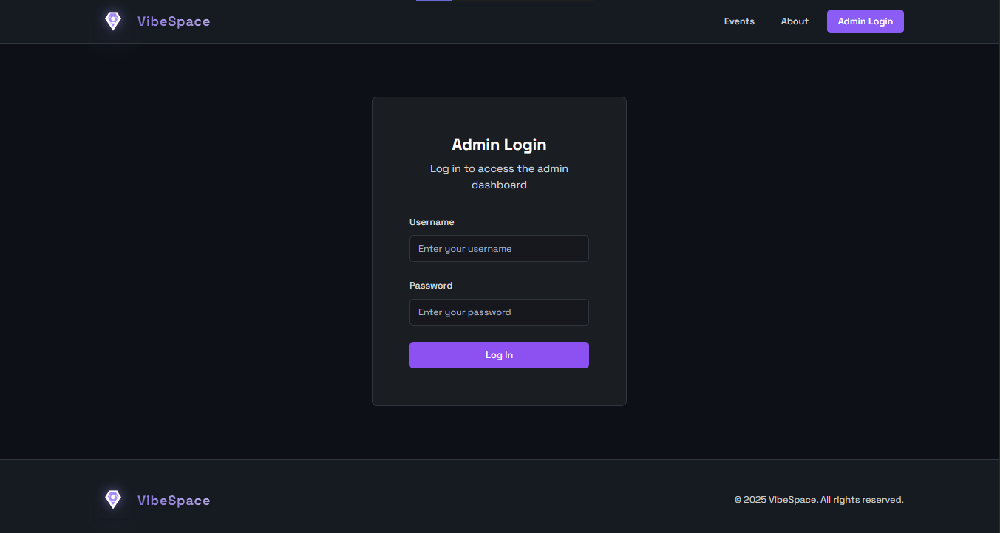 VibeSpace
Events
About
Admin Login
Admin Login
Log in to access the admin
dashboard
Username
Enter your username
Password
Enter your password
Log In
VibeSpace
© 2025 VibeSpace. All rights reserved.